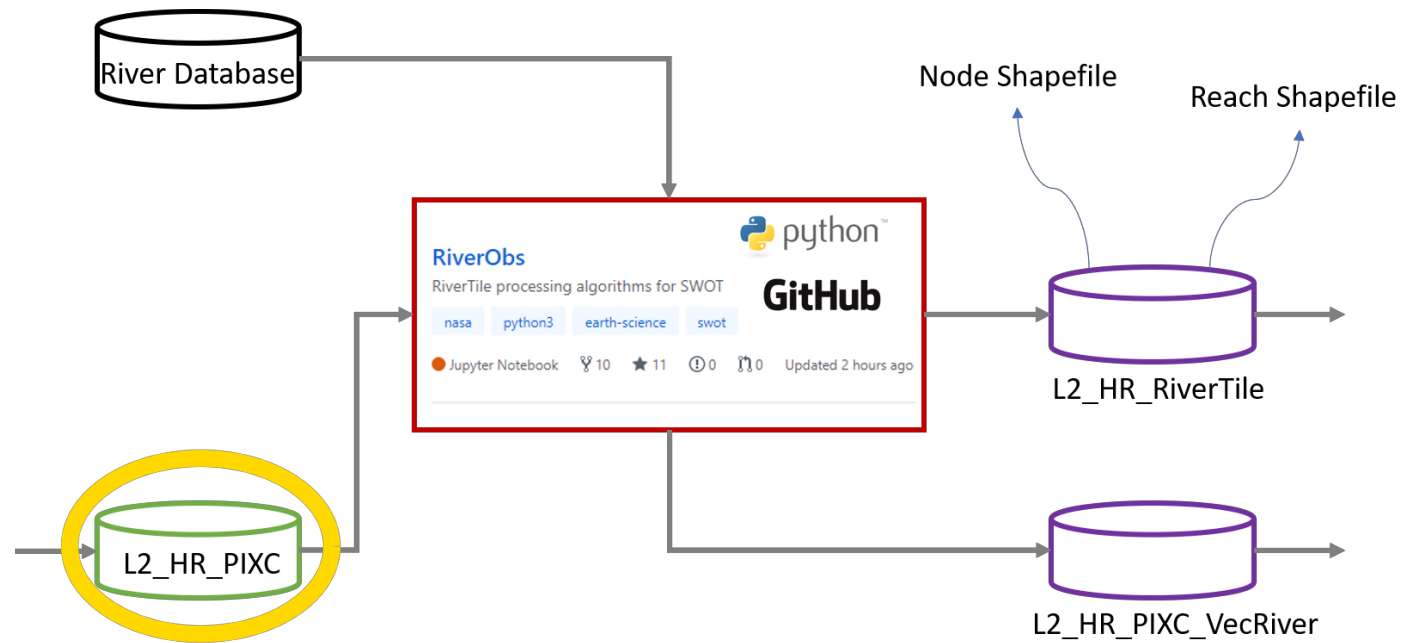 River Database
Node Shapefile
Reach Shapefile
RiverObs
RiverTile processing algorithms for SWOT
nasa python3 earth-science swot
Jupyter Notebook 10 11 0 0 Updated 2 hours ago
python™
GitHub
L2_HR_RiverTile
L2_HR_PIXC
L2_HR_PIXC_VecRiver